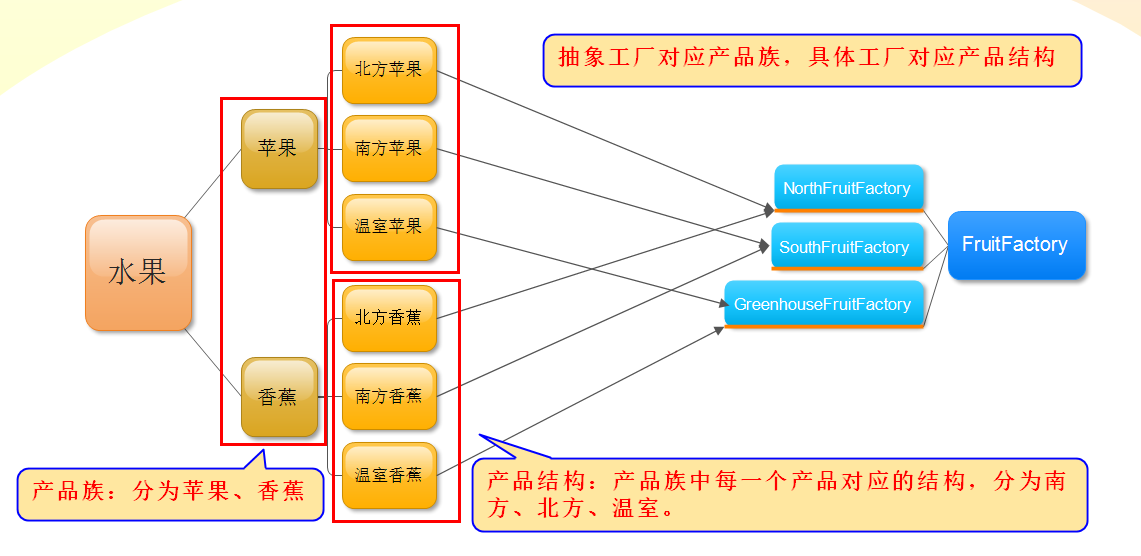 抽象工厂对应产品族，具体工厂对应产品结构
水果
苹果
香蕉
北方苹果
南方苹果
温室苹果
北方香蕉
南方香蕉
温室香蕉
NorthFruitFactory
SouthFruitFactory
GreenhouseFruitFactory
FruitFactory
产品族：分为苹果、香蕉
产品结构：产品族中每一个产品对应的结构，分为南
方、北方、温室。